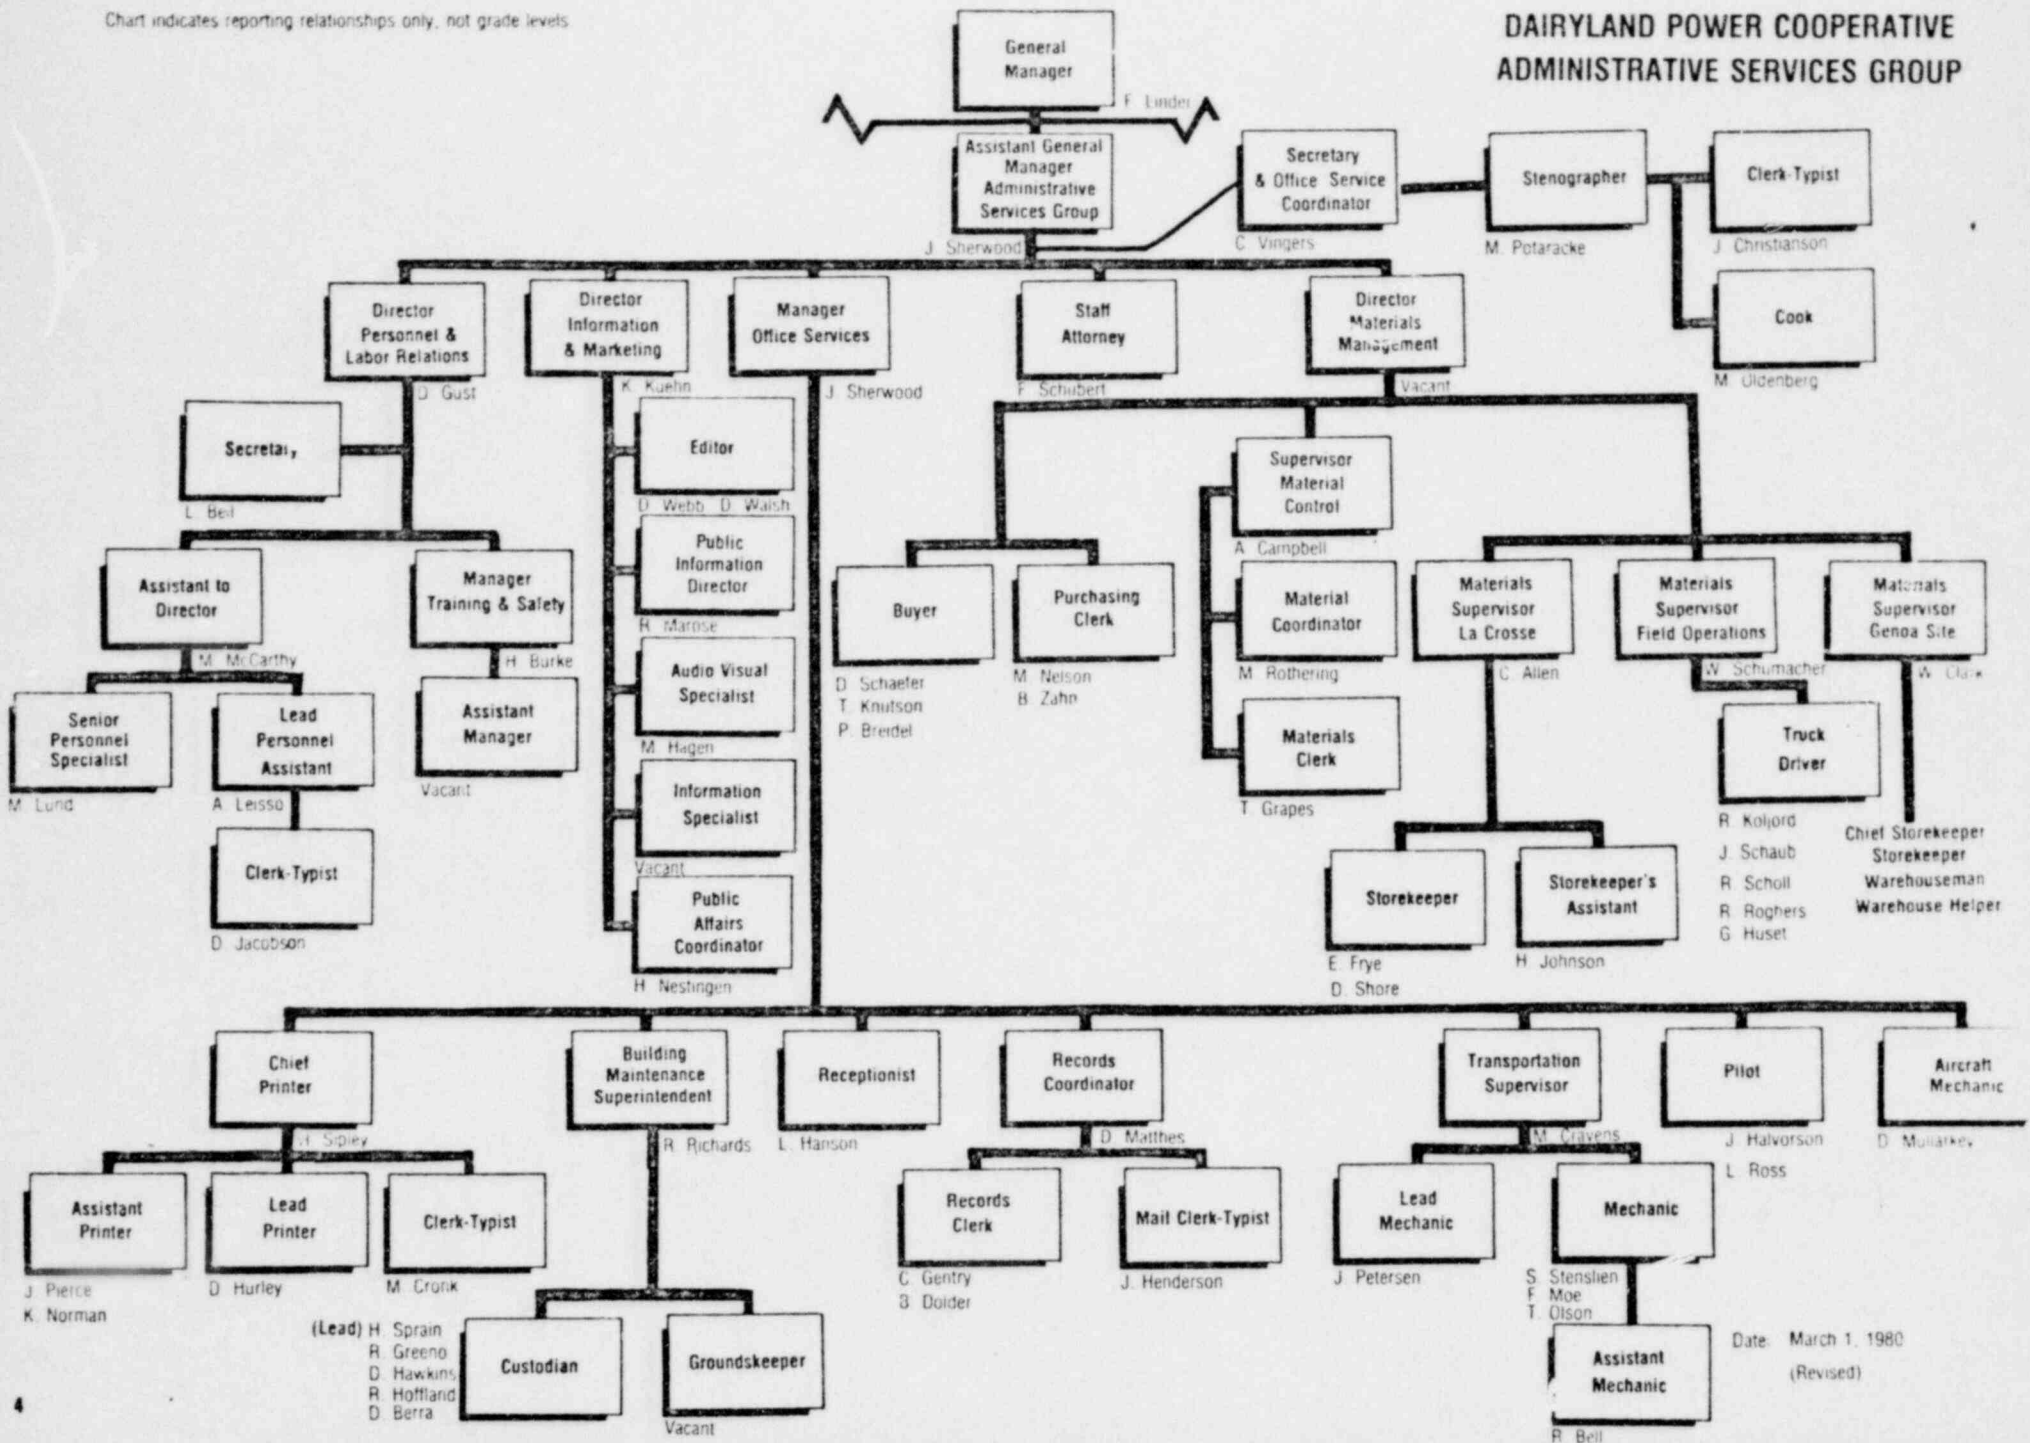 Chart indicates reporting relationships only, not grade levels
DAIRYLAND POWER COOPERATIVE
ADMINISTRATIVE SERVICES GROUP
General
Manager
F. Linder
Assistant General
Manager
Administrative
Services Group
J. Sherwood
Secretary
& Office Service
Coordinator
C. Vingers
Stenographer
M. Potaracke
Clerk-Typist
J. Christianson
Cook
M. Oldenberg
Director
Personnel &
Labor Relations
D. Gust
Director
Information
& Marketing
K. Kuehn
Manager
Office Services
J. Sherwood
Staff
Attorney
F. Schubert
Director
Materials
Management
Vacant
Secretary
L. Beil
Assistant to
Director
M. McCarthy
Manager
Training & Safety
H. Burke
Senior
Personnel
Specialist
M. Lund
Lead
Personnel
Assistant
A. Leisso
Assistant
Manager
Vacant
Clerk-Typist
D. Jacobson
Editor
D. Webb D. Walsh
Public
Information
Director
R. Marose
Audio Visual
Specialist
M. Hagen
Information
Specialist
Vacant
Public
Affairs
Coordinator
H. Nestingen
Buyer
D. Schaefer
T. Knutson
P. Breidel
Purchasing
Clerk
M. Nelson
B. Zahn
Supervisor
Material
Control
A. Campbell
Material
Coordinator
M. Rothering
Materials
Clerk
T. Grapes
Materials
Supervisor
La Crosse
C. Allen
Materials
Supervisor
Field Operations
W. Schumacher
Materials
Supervisor
Genoa Site
W. Clark
Storekeeper
E. Frye
D. Shore
Storekeeper's
Assistant
H. Johnson
Truck
Driver
R. Koljord
J. Schaub
R. Scholl
R. Roghers
G. Huset
Chief Storekeeper
Storekeeper
Warehouseman
Warehouse Helper
Chief
Printer
Sipley
Building
Maintenance
Superintendent
R. Richards
Receptionist
L. Hanson
Records
Coordinator
D. Matthes
Transportation
Supervisor
M. Cravens
Pilot
J. Halvorson
L. Ross
Aircraft
Mechanic
D. Mullarkey
Assistant
Printer
J. Pierce
K. Norman
Lead
Printer
D. Hurley
Clerk-Typist
M. Cronk
Records
Clerk
C. Gentry
B. Dolder
Mail Clerk-Typist
J. Henderson
Lead
Mechanic
J. Petersen
Mechanic
S. Stenslien
F. Moe
T. Olson
(Lead) H. Sprain
R. Greeno
D. Hawkins
R. Hoffland
D. Berra
Custodian
Groundskeeper
Vacant
Assistant
Mechanic
R. Bell
Date: March 1, 1980
(Revised)
4